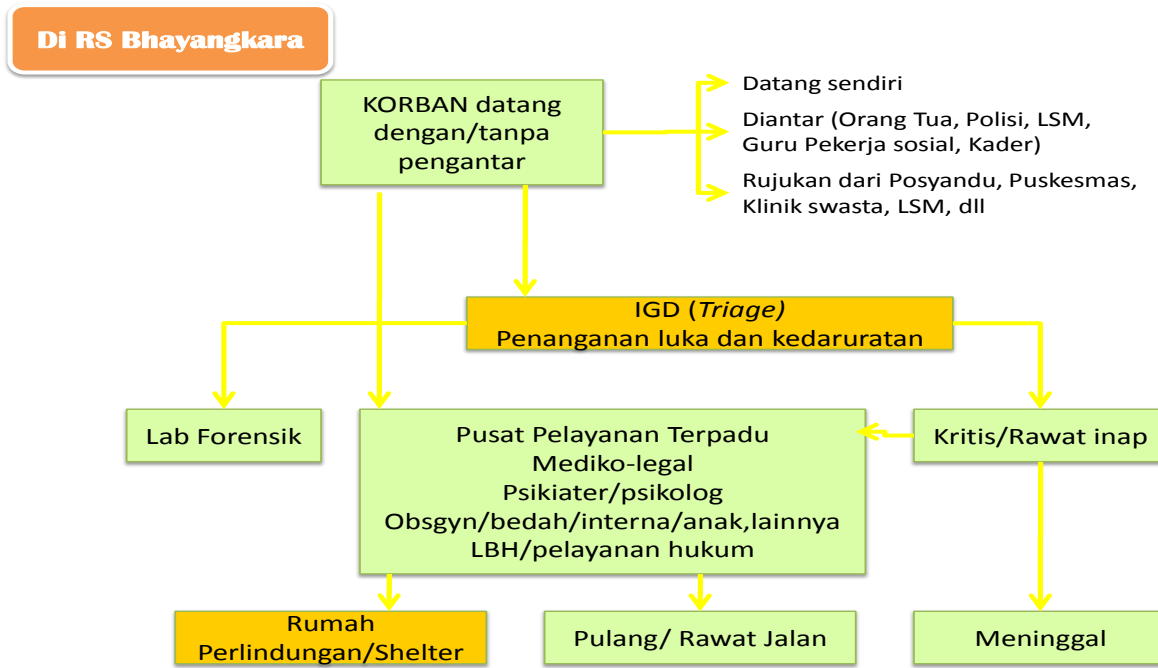 Di RS Bhayangkara
KORBAN datang
dengan/tanpa
pengantar
Datang sendiri
Diantar (Orang Tua, Polisi, LSM,
Guru Pekerja sosial, Kader)
Rujukan dari Posyandu, Puskesmas,
Klinik swasta, LSM, dll
IGD (Triage)
Penanganan luka dan kedaruratan
Lab Forensik
Pusat Pelayanan Terpadu
Mediko-legal
Psikiater/psikolog
Obsgyn/bedah/interna/anak,lainnya
LBH/pelayanan hukum
Kritis/Rawat inap
Rumah
Perlindungan/Shelter
Pulang/ Rawat Jalan
Meninggal